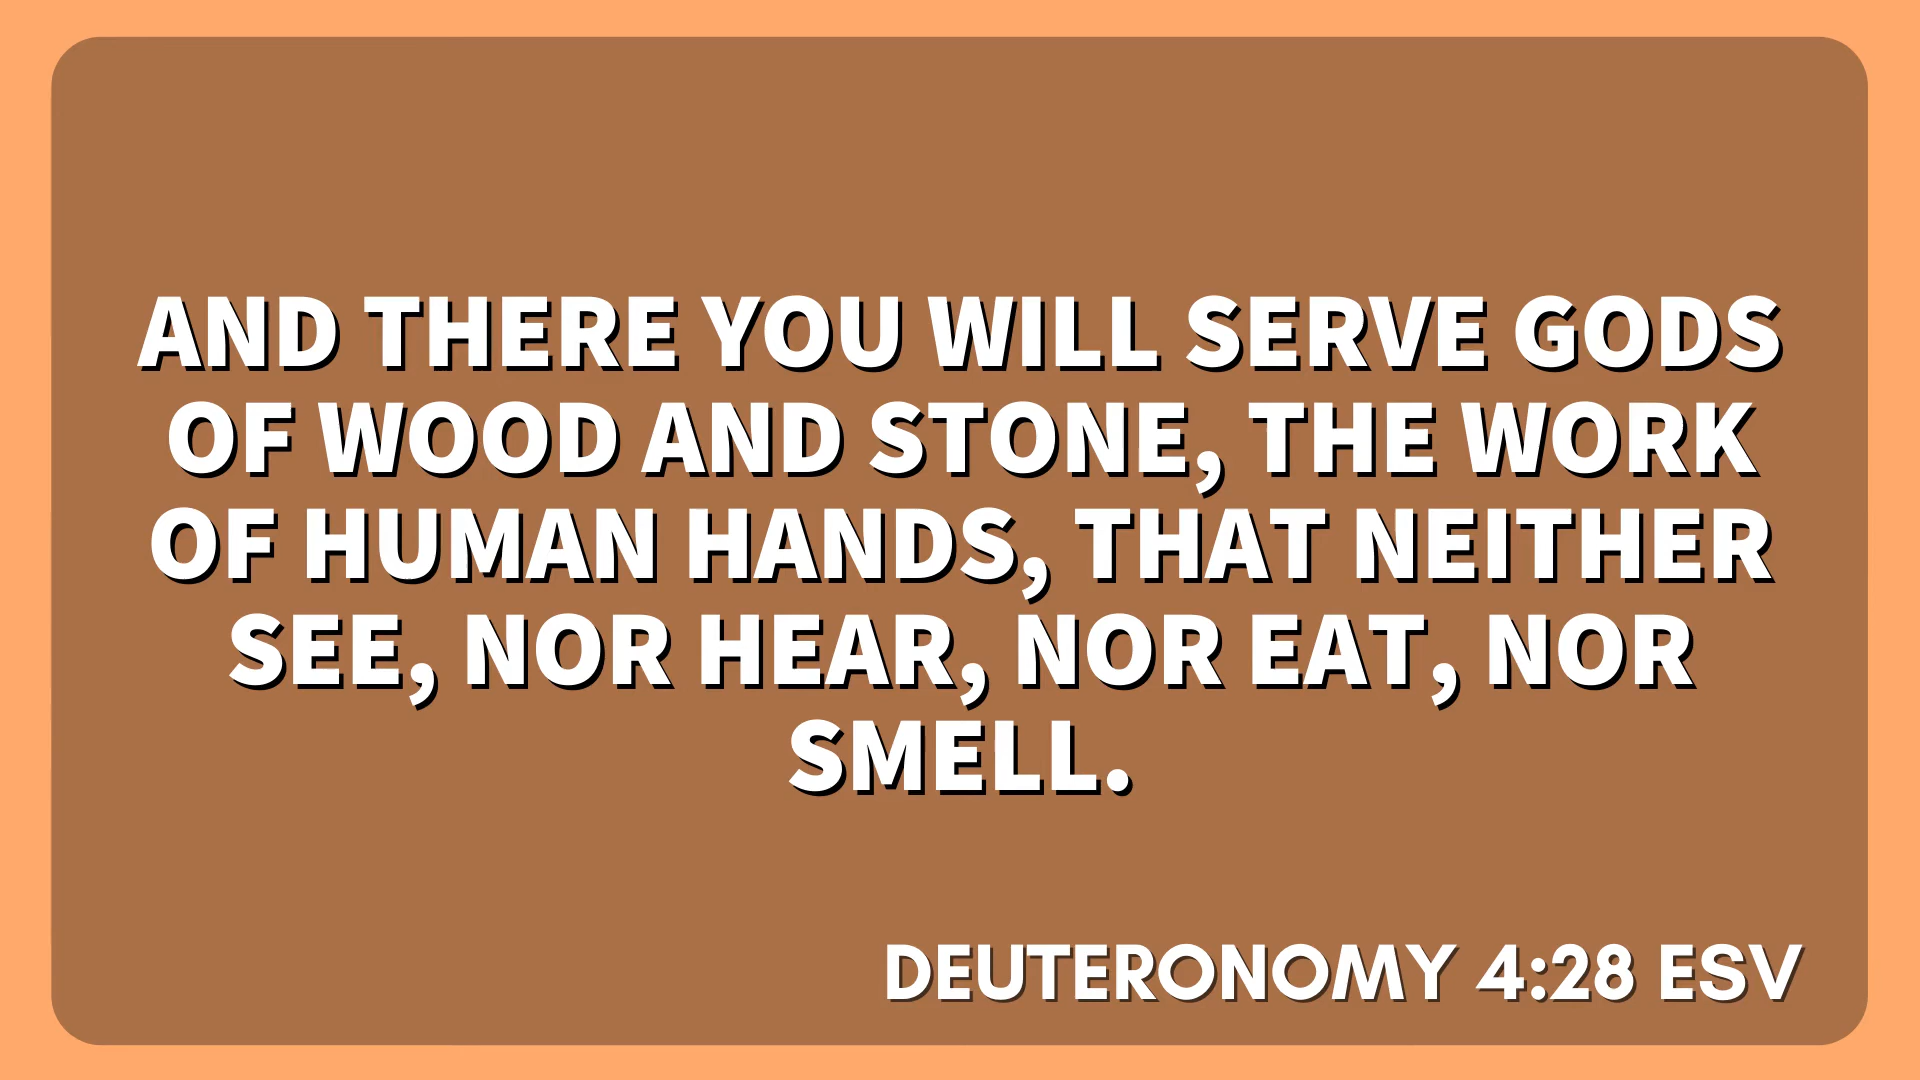 AND THERE YOU WILL SERVE GODS
OF WOOD AND STONE, THE WORK
OF HUMAN HANDS, THAT NEITHER
SEE, NOR HEAR, NOR EAT, NOR
SMELL.
DEUTERONOMY 4:28 ESV